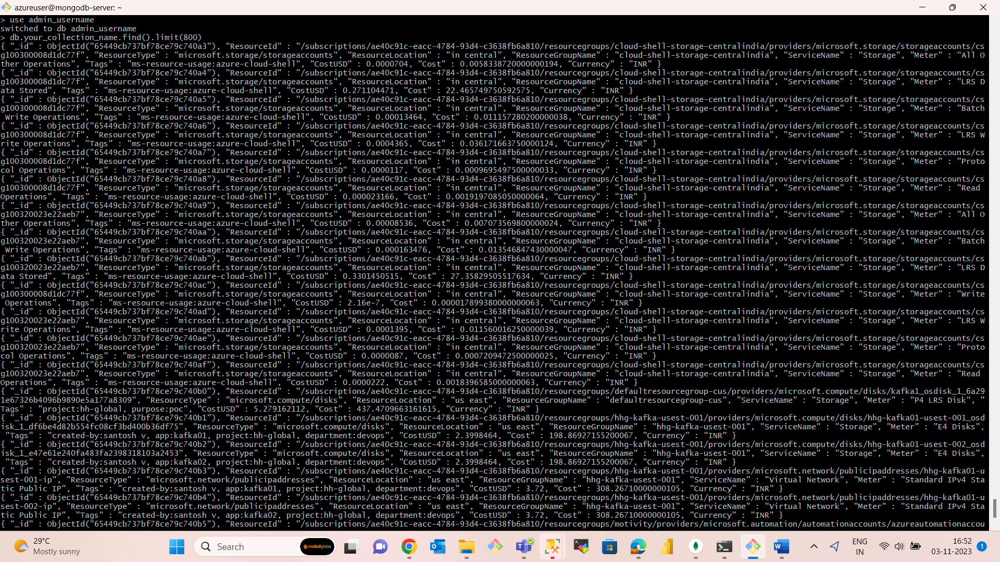 azureuser@mongodb-server: ~
> use admin_username
switched to db admin_username
> db.your_collection_name.find().limit(800)
{ "_id" : ObjectId("65449cb737bf78ce79c740a3"), "ResourceId" : "/subscriptions/ae40c91c-eacc-4784-93d4-c3638fb6a810/resourcegroups/cloud-shell-storage-centralindia/providers/microsoft.storage/storageaccounts/cs
g100300008d1dc77f", "ResourceType" : "microsoft.storage/storageaccounts", "ResourceLocation" : "in central", "ResourceGroupName" : "cloud-shell-storage-centralindia", "ServiceName" : "Storage", "Meter" : "All O
ther Operations", "Tags" : "ms-resource-usage:azure-cloud-shell", "CostUSD" : 0.0000704, "Cost" : 0.0058338720000000194, "Currency" : "INR" }
{ "_id" : ObjectId("65449cb737bf78ce79c740a4"), "ResourceId" : "/subscriptions/ae40c91c-eacc-4784-93d4-c3638fb6a810/resourcegroups/cloud-shell-storage-centralindia/providers/microsoft.storage/storageaccounts/cs
g100300008d1dc77f", "ResourceType" : "microsoft.storage/storageaccounts", "ResourceLocation" : "in central", "ResourceGroupName" : "cloud-shell-storage-centralindia", "ServiceName" : "Storage", "Meter" : "LRS D
ata Stored", "Tags" : "ms-resource-usage:azure-cloud-shell", "CostUSD" : 0.271104471, "Cost" : 22.465749750592575, "Currency" : "INR" }
{ "_id" : ObjectId("65449cb737bf78ce79c740a5"), "ResourceId" : "/subscriptions/ae40c91c-eacc-4784-93d4-c3638fb6a810/resourcegroups/cloud-shell-storage-centralindia/providers/microsoft.storage/storageaccounts/cs
g100300008d1dc77f", "ResourceType" : "microsoft.storage/storageaccounts", "ResourceLocation" : "in central", "ResourceGroupName" : "cloud-shell-storage-centralindia", "ServiceName" : "Storage", "Meter" : "Batch
 Write Operations", "Tags" : "ms-resource-usage:azure-cloud-shell", "CostUSD" : 0.00013464, "Cost" : 0.011157280200000038, "Currency" : "INR" }
{ "_id" : ObjectId("65449cb737bf78ce79c740a6"), "ResourceId" : "/subscriptions/ae40c91c-eacc-4784-93d4-c3638fb6a810/resourcegroups/cloud-shell-storage-centralindia/providers/microsoft.storage/storageaccounts/cs
g100300008d1dc77f", "ResourceType" : "microsoft.storage/storageaccounts", "ResourceLocation" : "in central", "ResourceGroupName" : "cloud-shell-storage-centralindia", "ServiceName" : "Storage", "Meter" : "LRS W
rite Operations", "Tags" : "ms-resource-usage:azure-cloud-shell", "CostUSD" : 0.0004365, "Cost" : 0.036171663750000124, "Currency" : "INR" }
{ "_id" : ObjectId("65449cb737bf78ce79c740a7"), "ResourceId" : "/subscriptions/ae40c91c-eacc-4784-93d4-c3638fb6a810/resourcegroups/cloud-shell-storage-centralindia/providers/microsoft.storage/storageaccounts/cs
g100300008d1dc77f", "ResourceType" : "microsoft.storage/storageaccounts", "ResourceLocation" : "in central", "ResourceGroupName" : "cloud-shell-storage-centralindia", "ServiceName" : "Storage", "Meter" : "Proto
col Operations", "Tags" : "ms-resource-usage:azure-cloud-shell", "CostUSD" : 0.0000117, "Cost" : 0.0009695497500000033, "Currency" : "INR" }
{ "_id" : ObjectId("65449cb737bf78ce79c740a8"), "ResourceId" : "/subscriptions/ae40c91c-eacc-4784-93d4-c3638fb6a810/resourcegroups/cloud-shell-storage-centralindia/providers/microsoft.storage/storageaccounts/cs
g100300008d1dc77f", "ResourceType" : "microsoft.storage/storageaccounts", "ResourceLocation" : "in central", "ResourceGroupName" : "cloud-shell-storage-centralindia", "ServiceName" : "Storage", "Meter" : "Read
Operations", "Tags" : "ms-resource-usage:azure-cloud-shell", "CostUSD" : 0.000023166, "Cost" : 0.0019197085050000064, "Currency" : "INR" }
{ "_id" : ObjectId("65449cb737bf78ce79c740a9"), "ResourceId" : "/subscriptions/ae40c91c-eacc-4784-93d4-c3638fb6a810/resourcegroups/cloud-shell-storage-centralindia/providers/microsoft.storage/storageaccounts/cs
g100320023e22aeb7", "ResourceType" : "microsoft.storage/storageaccounts", "ResourceLocation" : "in central", "ResourceGroupName" : "cloud-shell-storage-centralindia", "ServiceName" : "Storage", "Meter" : "All O
ther Operations", "Tags" : "ms-resource-usage:azure-cloud-shell", "CostUSD" : 0.00008536, "Cost" : 0.007073569800000024, "Currency" : "INR" }
{ "_id" : ObjectId("65449cb737bf78ce79c740aa"), "ResourceId" : "/subscriptions/ae40c91c-eacc-4784-93d4-c3638fb6a810/resourcegroups/cloud-shell-storage-centralindia/providers/microsoft.storage/storageaccounts/cs
g100320023e22aeb7", "ResourceType" : "microsoft.storage/storageaccounts", "ResourceLocation" : "in central", "ResourceGroupName" : "cloud-shell-storage-centralindia", "ServiceName" : "Storage", "Meter" : "Batch
 Write Operations", "Tags" : "ms-resource-usage:azure-cloud-shell", "CostUSD" : 0.000163476, "Cost" : 0.013546847430000047, "Currency" : "INR" }
{ "_id" : ObjectId("65449cb737bf78ce79c740ab"), "ResourceId" : "/subscriptions/ae40c91c-eacc-4784-93d4-c3638fb6a810/resourcegroups/cloud-shell-storage-centralindia/providers/microsoft.storage/storageaccounts/cs
g100320023e22aeb7", "ResourceType" : "microsoft.storage/storageaccounts", "ResourceLocation" : "in central", "ResourceGroupName" : "cloud-shell-storage-centralindia", "ServiceName" : "Storage", "Meter" : "LRS D
ata Stored", "Tags" : "ms-resource-usage:azure-cloud-shell", "CostUSD" : 0.3301450515, "Cost" : 27.35829505517634, "Currency" : "INR" }
{ "_id" : ObjectId("65449cb737bf78ce79c740ac"), "ResourceId" : "/subscriptions/ae40c91c-eacc-4784-93d4-c3638fb6a810/resourcegroups/cloud-shell-storage-centralindia/providers/microsoft.storage/storageaccounts/cs
g100300008d1dc77f", "ResourceType" : "microsoft.storage/storageaccounts", "ResourceLocation" : "in central", "ResourceGroupName" : "cloud-shell-storage-centralindia", "ServiceName" : "Storage", "Meter" : "Write
 Operations", "Tags" : "ms-resource-usage:azure-cloud-shell", "CostUSD" : 2.16e-7, "Cost" : 0.000017899380000000063, "Currency" : "INR" }
{ "_id" : ObjectId("65449cb737bf78ce79c740ad"), "ResourceId" : "/subscriptions/ae40c91c-eacc-4784-93d4-c3638fb6a810/resourcegroups/cloud-shell-storage-centralindia/providers/microsoft.storage/storageaccounts/cs
g100320023e22aeb7", "ResourceType" : "microsoft.storage/storageaccounts", "ResourceLocation" : "in central", "ResourceGroupName" : "cloud-shell-storage-centralindia", "ServiceName" : "Storage", "Meter" : "LRS W
rite Operations", "Tags" : "ms-resource-usage:azure-cloud-shell", "CostUSD" : 0.0001395, "Cost" : 0.011560016250000039, "Currency" : "INR" }
{ "_id" : ObjectId("65449cb737bf78ce79c740ae"), "ResourceId" : "/subscriptions/ae40c91c-eacc-4784-93d4-c3638fb6a810/resourcegroups/cloud-shell-storage-centralindia/providers/microsoft.storage/storageaccounts/cs
g100320023e22aeb7", "ResourceType" : "microsoft.storage/storageaccounts", "ResourceLocation" : "in central", "ResourceGroupName" : "cloud-shell-storage-centralindia", "ServiceName" : "Storage", "Meter" : "Proto
col Operations", "Tags" : "ms-resource-usage:azure-cloud-shell", "CostUSD" : 0.0000087, "Cost" : 0.0007209472500000025, "Currency" : "INR" }
{ "_id" : ObjectId("65449cb737bf78ce79c740af"), "ResourceId" : "/subscriptions/ae40c91c-eacc-4784-93d4-c3638fb6a810/resourcegroups/cloud-shell-storage-centralindia/providers/microsoft.storage/storageaccounts/cs
g100320023e22aeb7", "ResourceType" : "microsoft.storage/storageaccounts", "ResourceLocation" : "in central", "ResourceGroupName" : "cloud-shell-storage-centralindia", "ServiceName" : "Storage", "Meter" : "Read
Operations", "Tags" : "ms-resource-usage:azure-cloud-shell", "CostUSD" : 0.0000222, "Cost" : 0.0018396585000000063, "Currency" : "INR" }
{ "_id" : ObjectId("65449cb737bf78ce79c740b0"), "ResourceId" : "/subscriptions/ae40c91c-eacc-4784-93d4-c3638fb6a810/resourcegroups/defaultresourcegroup-cus/providers/microsoft.compute/disks/kafka1_osdisk_1_6a29
1e67326b4096b9890e5a177a8309", "ResourceType" : "microsoft.compute/disks", "ResourceLocation" : "us east", "ResourceGroupName" : "defaultresourcegroup-cus", "ServiceName" : "Storage", "Meter" : "P4 LRS Disk", "
Tags" : "project:hh-global, purpose:poc", "CostUSD" : 5.279162112, "Cost" : 437.4709663161615, "Currency" : "INR" }
{ "_id" : ObjectId("65449cb737bf78ce79c740b1"), "ResourceId" : "/subscriptions/ae40c91c-eacc-4784-93d4-c3638fb6a810/resourcegroups/hhg-kafka-usest-001/providers/microsoft.compute/disks/hhg-kafka01-usest-001_osd
isk_1_df6be4d82b554fc08cf3bd400b36df75", "ResourceType" : "microsoft.compute/disks", "ResourceLocation" : "us east", "ResourceGroupName" : "hhg-kafka-usest-001", "ServiceName" : "Storage", "Meter" : "E4 Disks",
 "Tags" : "created-by:santosh v, app:kafka01, project:hh-global, department:devops", "CostUSD" : 2.3998464, "Cost" : 198.86927155200067, "Currency" : "INR" }
{ "_id" : ObjectId("65449cb737bf78ce79c740b2"), "ResourceId" : "/subscriptions/ae40c91c-eacc-4784-93d4-c3638fb6a810/resourcegroups/hhg-kafka-usest-001/providers/microsoft.compute/disks/hhg-kafka01-usest-002_osd
isk_1_e47e61e240fa483fa2398318103a2453", "ResourceType" : "microsoft.compute/disks", "ResourceLocation" : "us east", "ResourceGroupName" : "hhg-kafka-usest-001", "ServiceName" : "Storage", "Meter" : "E4 Disks",
 "Tags" : "created-by:santosh v, app:kafka02, project:hh-global, department:devops", "CostUSD" : 2.3998464, "Cost" : 198.86927155200067, "Currency" : "INR" }
{ "_id" : ObjectId("65449cb737bf78ce79c740b3"), "ResourceId" : "/subscriptions/ae40c91c-eacc-4784-93d4-c3638fb6a810/resourcegroups/hhg-kafka-usest-001/providers/microsoft.network/publicipaddresses/hhg-kafka01-u
sest-001-ip", "ResourceType" : "microsoft.network/publicipaddresses", "ResourceLocation" : "us east", "ResourceGroupName" : "hhg-kafka-usest-001", "ServiceName" : "Virtual Network", "Meter" : "Standard IPv4 Sta
tic Public IP", "Tags" : "created-by:santosh v, app:kafka01, project:hh-global, department:devops", "CostUSD" : 3.72, "Cost" : 308.26710000000105, "Currency" : "INR" }
{ "_id" : ObjectId("65449cb737bf78ce79c740b4"), "ResourceId" : "/subscriptions/ae40c91c-eacc-4784-93d4-c3638fb6a810/resourcegroups/hhg-kafka-usest-001/providers/microsoft.network/publicipaddresses/hhg-kafka01-u
sest-002-ip", "ResourceType" : "microsoft.network/publicipaddresses", "ResourceLocation" : "us east", "ResourceGroupName" : "hhg-kafka-usest-001", "ServiceName" : "Virtual Network", "Meter" : "Standard IPv4 Sta
tic Public IP", "Tags" : "created-by:santosh v, app:kafka02, project:hh-global, department:devops", "CostUSD" : 3.72, "Cost" : 308.26710000000105, "Currency" : "INR" }
{ "_id" : ObjectId("65449cb737bf78ce79c740b5"), "ResourceId" : "/subscriptions/ae40c91c-eacc-4784-93d4-c3638fb6a810/resourcegroups/motivity/providers/microsoft.automation/automationaccounts/azureautomationaccou
29°C
Mostly sunny
Search
motivitylabs
ENG
IN
16:52
03-11-2023
1